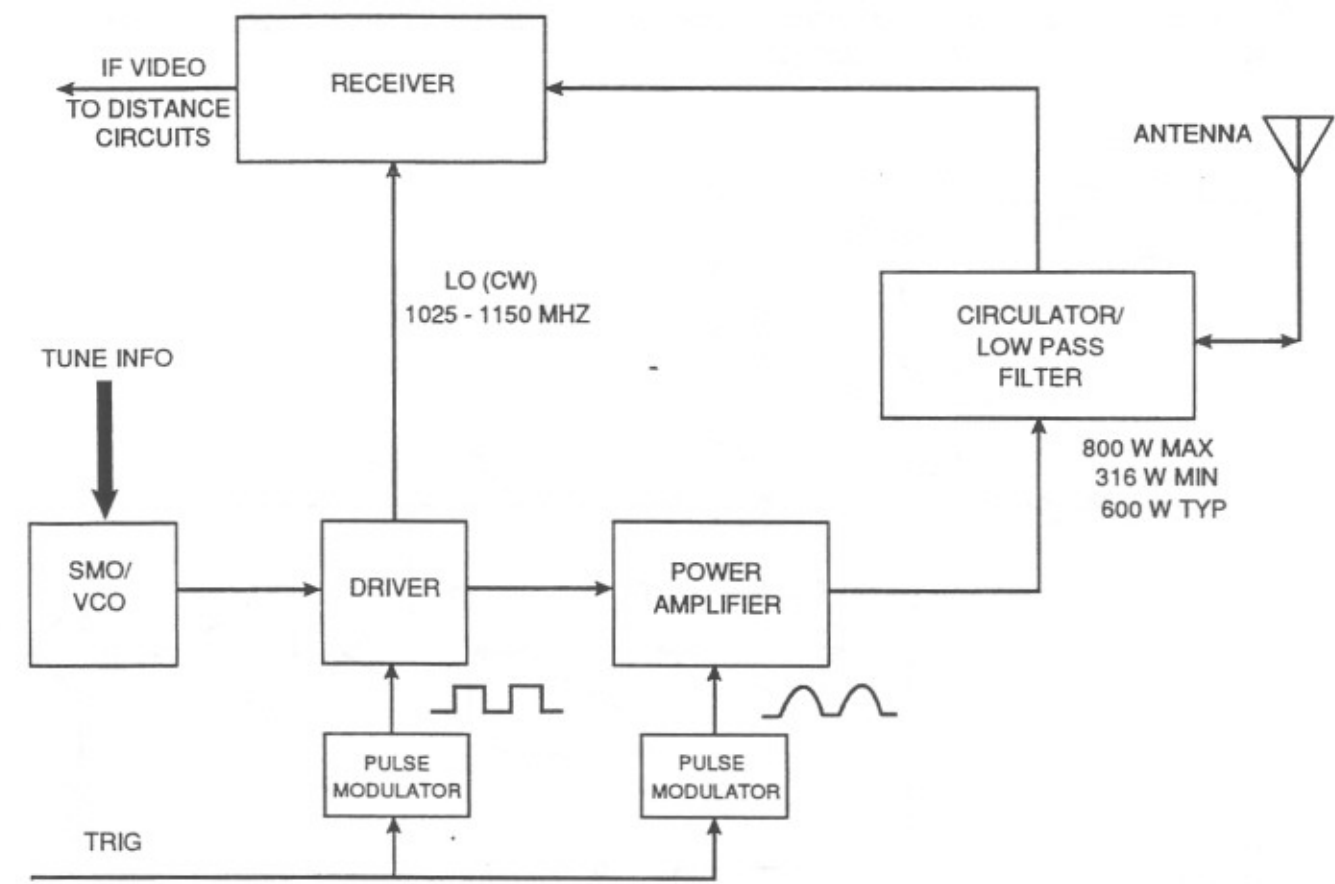 IF VIDEO
TO DISTANCE
CIRCUITS
RECEIVER
ANTENNA
LO (CW)
1025 - 1150 MHZ
CIRCULATOR/
LOW PASS
FILTER
TUNE INFO
800 W MAX
316 W MIN
600 W TYP
SMO/
VCO
DRIVER
POWER
AMPLIFIER
PULSE
MODULATOR
PULSE
MODULATOR
TRIG